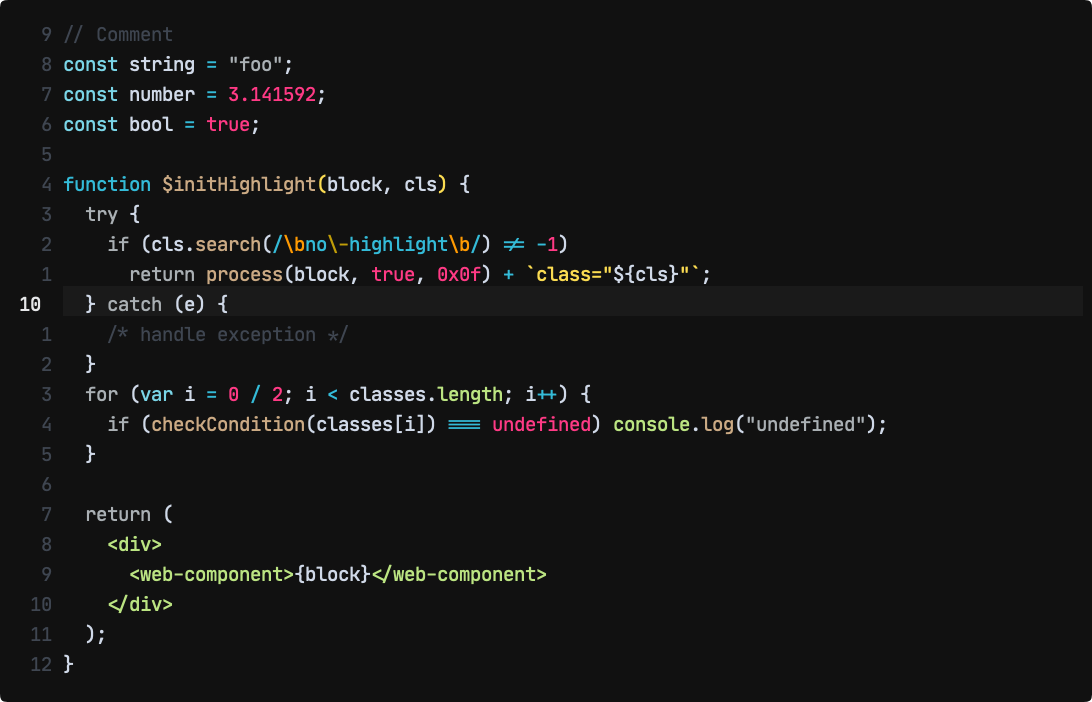 9 // Comment
8 const string = "foo";
7 const number = 3.141592;
6 const bool = true;
5
4 function $initHighlight(block, cls) {
3   try {
2     if (cls.search(/\bno\-highlight\b/) != -1)
1       return process(block, true, 0x0f) + `class="${cls}"`;
10   } catch (e) {
1     /* handle exception */
2   }
3   for (var i = 0 / 2; i < classes.length; i++) {
4     if (checkCondition(classes[i]) === undefined) console.log("undefined");
5   }
6
7   return (
8     <div>
9       <web-component>{block}</web-component>
10     </div>
11   );
12 }